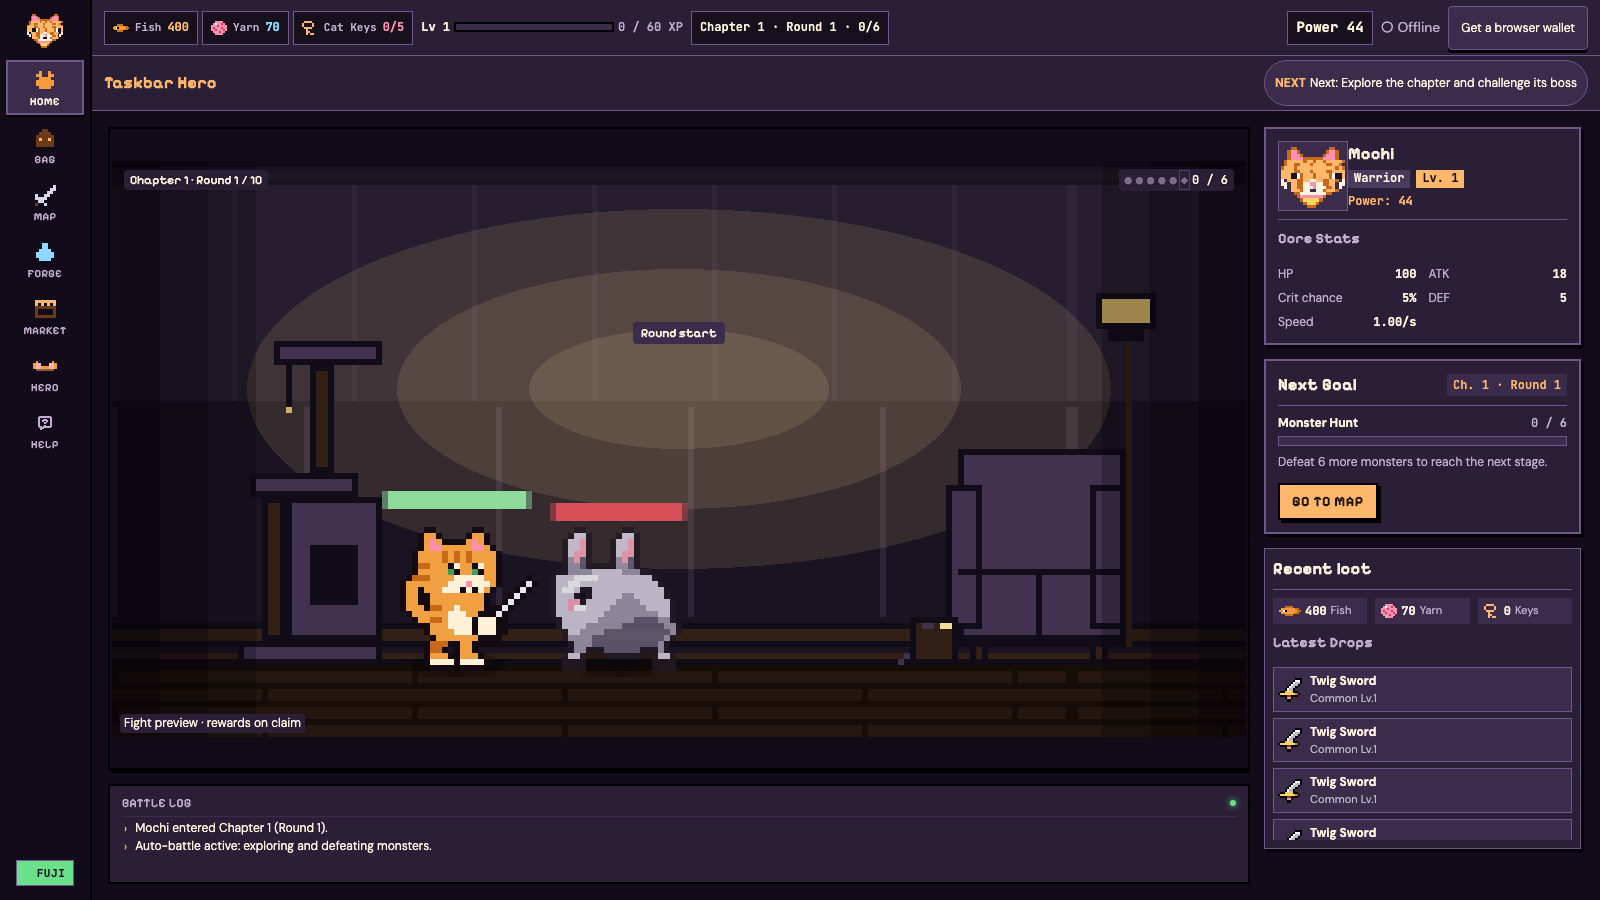 Fish 400
Yarn 70
Cat Keys 0/5
Lv 1
0 / 60 XP
Chapter 1 · Round 1 · 0/6
Power 44
Offline
Get a browser wallet
Taskbar Hero
NEXT Next: Explore the chapter and challenge its boss
HOME
BAG
MAP
FORGE
MARKET
HERO
HELP
FUJI
Chapter 1 · Round 1 / 10
0 / 6
Round start
Fight preview · rewards on claim
BATTLE LOG
› Mochi entered Chapter 1 (Round 1).
› Auto-battle active: exploring and defeating monsters.
Mochi
Warrior Lv. 1
Power: 44
Core Stats
HP 100 ATK 18
Crit chance 5% DEF 5
Speed 1.00/s
Next Goal Ch. 1 · Round 1
Monster Hunt 0 / 6
Defeat 6 more monsters to reach the next stage.
GO TO MAP
Recent loot
400 Fish 70 Yarn 0 Keys
Latest Drops
Twig Sword
Common Lv.1
Twig Sword
Common Lv.1
Twig Sword
Common Lv.1
Twig Sword